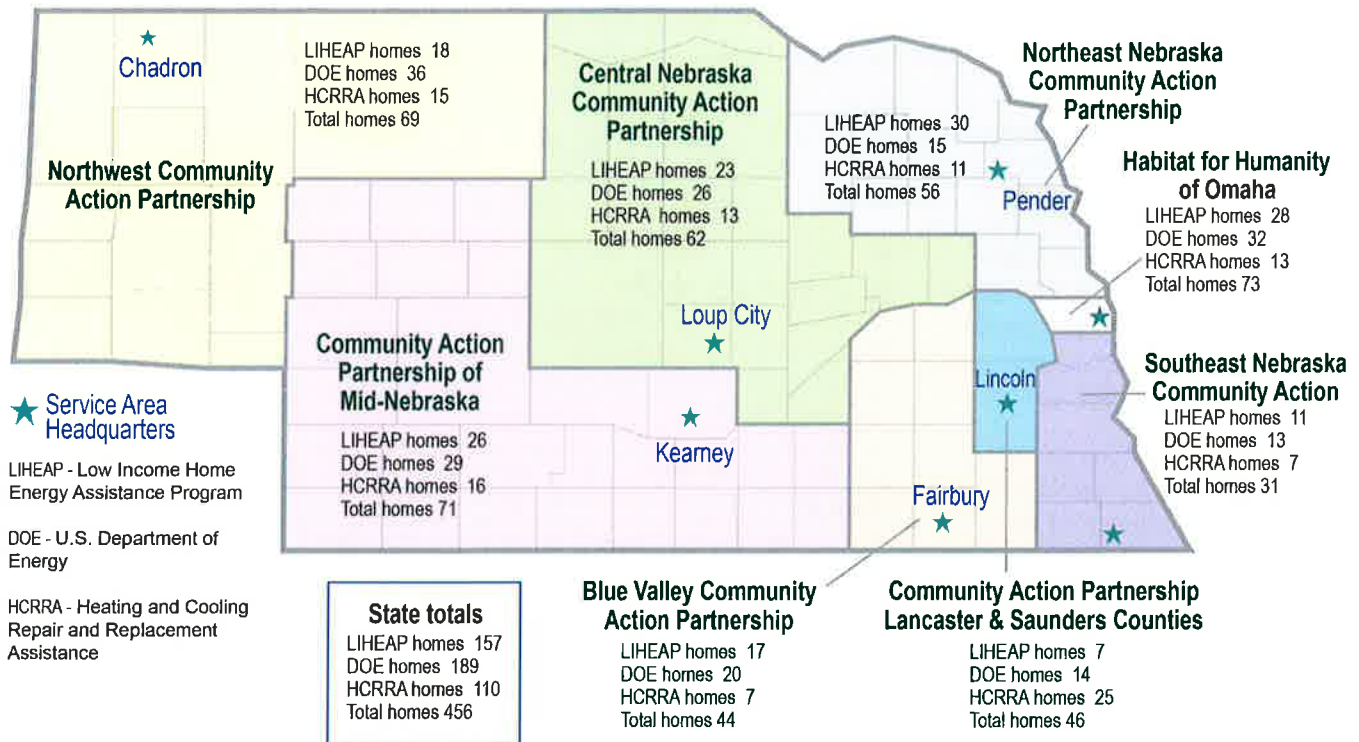 Chadron
LIHEAP homes 18
DOE homes 36
HCRRA homes 15
Total homes 69
Northwest Community
Action Partnership
Central Nebraska
Community Action
Partnership
LIHEAP homes 23
DOE homes 26
HCRRA homes 13
Total homes 62
Loup City
LIHEAP homes 30
DOE homes 15
HCRRA homes 11
Total homes 56
Pender
Northeast Nebraska
Community Action
Partnership
Habitat for Humanity
of Omaha
LIHEAP homes 28
DOE homes 32
HCRRA homes 13
Total homes 73
Community Action
Partnership of
Mid-Nebraska
LIHEAP homes 26
DOE homes 29
HCRRA homes 16
Total homes 71
Kearney
Lincoln
Fairbury
Southeast Nebraska
Community Action
LIHEAP homes 11
DOE homes 13
HCRRA homes 7
Total homes 31
Service Area
Headquarters
LIHEAP - Low Income Home
Energy Assistance Program
DOE - U.S. Department of
Energy
HCRRA - Heating and Cooling
Repair and Replacement
Assistance
State totals
LIHEAP homes 157
DOE homes 189
HCRRA homes 110
Total homes 456
Blue Valley Community
Action Partnership
LIHEAP homes 17
DOE homes 20
HCRRA homes 7
Total homes 44
Community Action Partnership
Lancaster & Saunders Counties
LIHEAP homes 7
DOE homes 14
HCRRA homes 25
Total homes 46